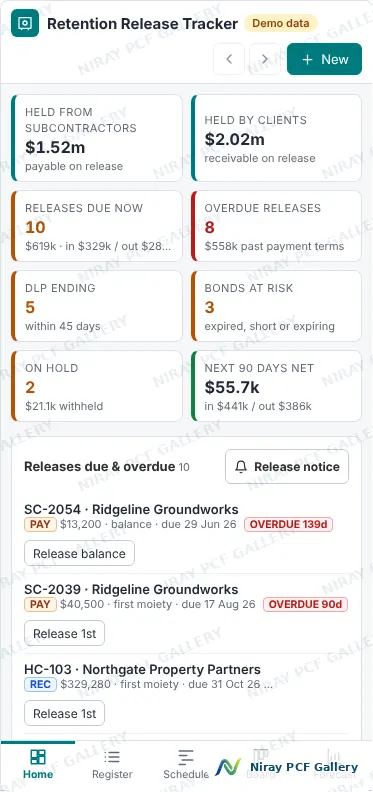 Retention Release Tracker Demo data
+ New
HELD FROM
SUBCONTRACTORS
$1.52m
payable on release
HELD BY CLIENTS
$2.02m
receivable on release
RELEASES DUE NOW
10
$619k · in $329k / out $28...
OVERDUE RELEASES
8
$558k past payment terms
DLP ENDING
5
within 45 days
BONDS AT RISK
3
expired, short or expiring
ON HOLD
2
$21.1k withheld
NEXT 90 DAYS NET
$55.7k
in $441k / out $386k
Releases due & overdue 10
Release notice
SC-2054 · Ridgeline Groundworks
PAY $13,200 · balance · due 29 Jun 26 OVERDUE 139d
Release balance
SC-2039 · Ridgeline Groundworks
PAY $40,500 · first moiety · due 17 Aug 26 OVERDUE 90d
Release 1st
HC-103 · Northgate Property Partners
REC $329,280 · first moiety · due 31 Oct 26 ...
Release 1st
Home
Register
Schedule
Board
Forecast
Niray PCF Gallery
NIRAY PCF GALLERY